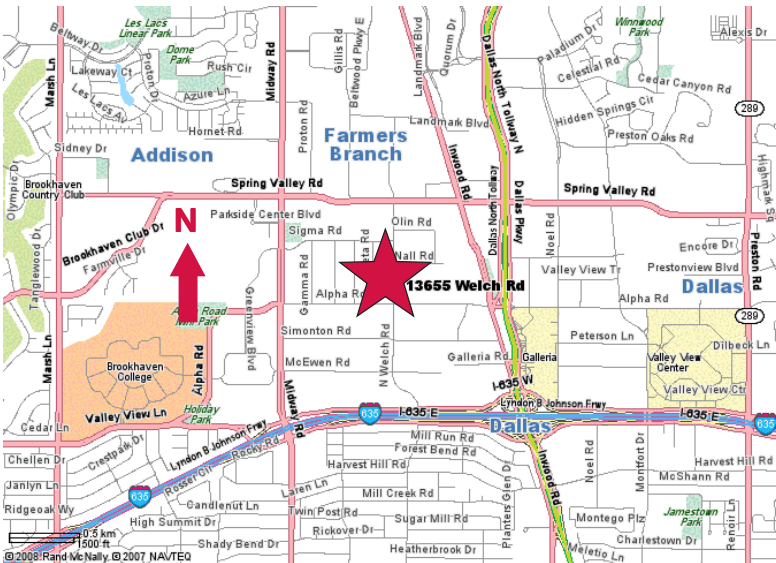 Les Lacs
Linear Park
Beltway Dr
Dome
Park
Lakeway Ct
Proton Dr
Rush Cir
Les Lacs Av
Azure Ln
Hornet Rd
Sidney Dr
Marsh Ln
Midway Rd
Gillis Rd
Beltwood Pkwy E
Proton Rd
Landmark Blvd
Quorum Dr
Landmark Blvd
Dallas North Tollway N
Paladium Dr
Winnwood
Park
Alexis Dr
Celestial Rd
Cedar Canyon Rd
Hidden Springs Cir
Preston Oaks Rd
289
Addison
Farmers
Branch
Brookhaven
Country Club
Olympic Dr
Spring Valley Rd
Spring Valley Rd
Inwood Rd
Highmark Sq
N
Parkside Center Blvd
Sigma Rd
Olin Rd
Nall Rd
Brookhaven Club Dr
Farmville Dr
Tanglewood Dr
Dallas North Tollway
Dallas Pkwy
Noel Rd
Encore Dr
Valley View Tr
Prestonview Blvd
Preston Rd
13655 Welch Rd
Dallas
Gamma Rd
Alpha Rd
Alpha Rd
289
Greenview Blvd
Simonton Rd
Peterson Ln
Dilbeck Ln
Marsh Ln
Brookhaven
College
Alpha Rd
McEwen Rd
N Welch Rd
Galleria Rd
Galleria
Valley View
Center
I-635 W
Valley View Ctr
Midway Rd
Holiday
Park
Valley View Ln
I-635 E
635
Lyndon B Johnson Frwy
I-635 E
635
Cedar Ln
Dallas
Crestpark Dr
Lyndon B Johnson Frwy
Rocky Rd
Mill Run Rd
Forest Bend Rd
Chellen Dr
Rosser Cir
Harvest Hill Rd
Inwood Rd
Noel Rd
Montfort Dr
Harvest Hill Rd
McShann Rd
Janlyn Ln
635
Laren Ln
Mill Creek Rd
Planters Glen Dr
Ridgeoak Wy
Candlenut Ln
Twin Post Rd
Sugar Mill Rd
Montego Plz
Jamestown
Park
Renoir Ln
High Summit Dr
Rickover Dr
Charlestown Dr
0.5 km
1500 ft
Shady Bend Dr
Heatherbrook Dr
Meletio Ln
© 2008 Rand McNally, © 2007 NAVTEQ